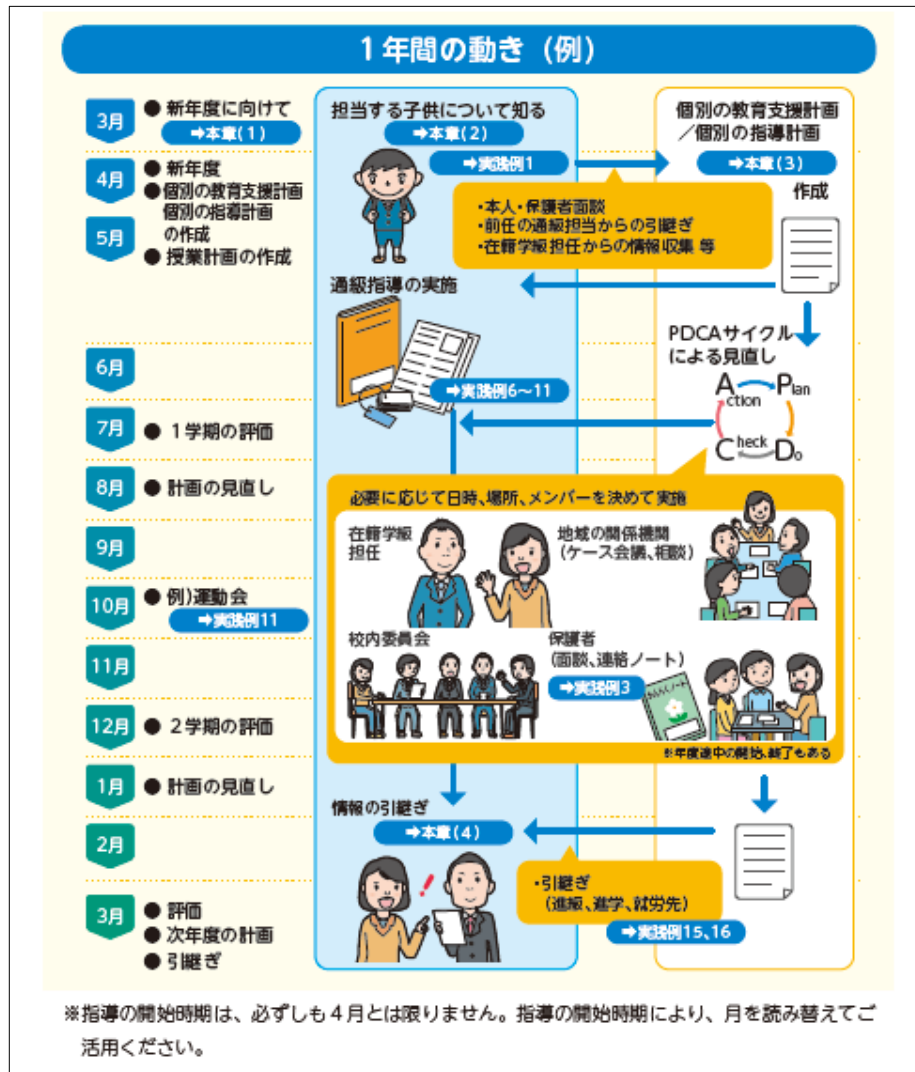 1年間の動き(例)
3月
● 新年度に向けて
➡本章(1)
4月
● 新年度
● 個別の教育支援計画
個別の指導計画
の作成
5月
● 授業計画の作成
6月
7月
● 1学期の評価
8月
● 計画の見直し
9月
10月
● 例)運動会
➡実践例11
11月
12月
● 2学期の評価
1月
● 計画の見直し
2月
3月
● 評価
● 次年度の計画
● 引継ぎ
担当する子供について知る
➡本章(2)
➡実践例1
・本人・保護者面談
・前任の通級担当からの引継ぎ
・在籍学級担任からの情報収集 等
個別の教育支援計画
/個別の指導計画
➡本章(3)
作成
通級指導の実施
➡実践例6～11
PDCAサイクル
による見直し
Action
Plan
Check
Do
必要に応じて日時、場所、メンバーを決めて実施
在籍学級
担任
地域の関係機関
(ケース会議、相談)
校内委員会
保護者
(面談、連絡ノート)
➡実践例3
れんらくノート
※年度途中の開始、終了もある
情報の引継ぎ
➡本章(4)
・引継ぎ
(進級、進学、就労先)
➡実践例15、16
※指導の開始時期は、必ずしも4月とは限りません。指導の開始時期により、月を読み替えてご
活用ください。